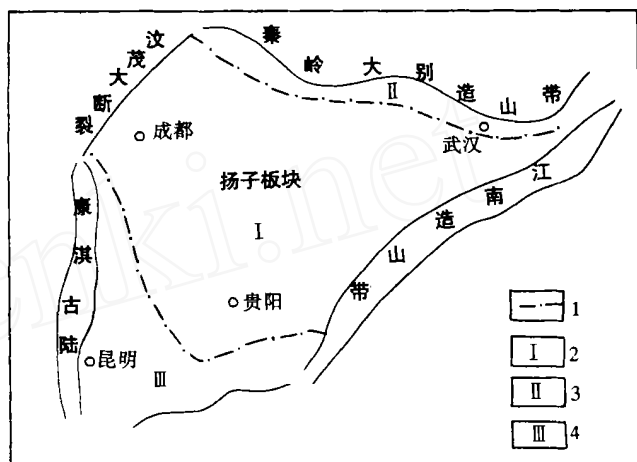 汶茂大断裂
秦岭大别造山带
Ⅱ
成都
武汉
扬子板块
Ⅰ
康滇古陆
江南造山带
贵阳
昆明
Ⅲ
1
Ⅰ 2
Ⅱ 3
Ⅲ 4
enki.net